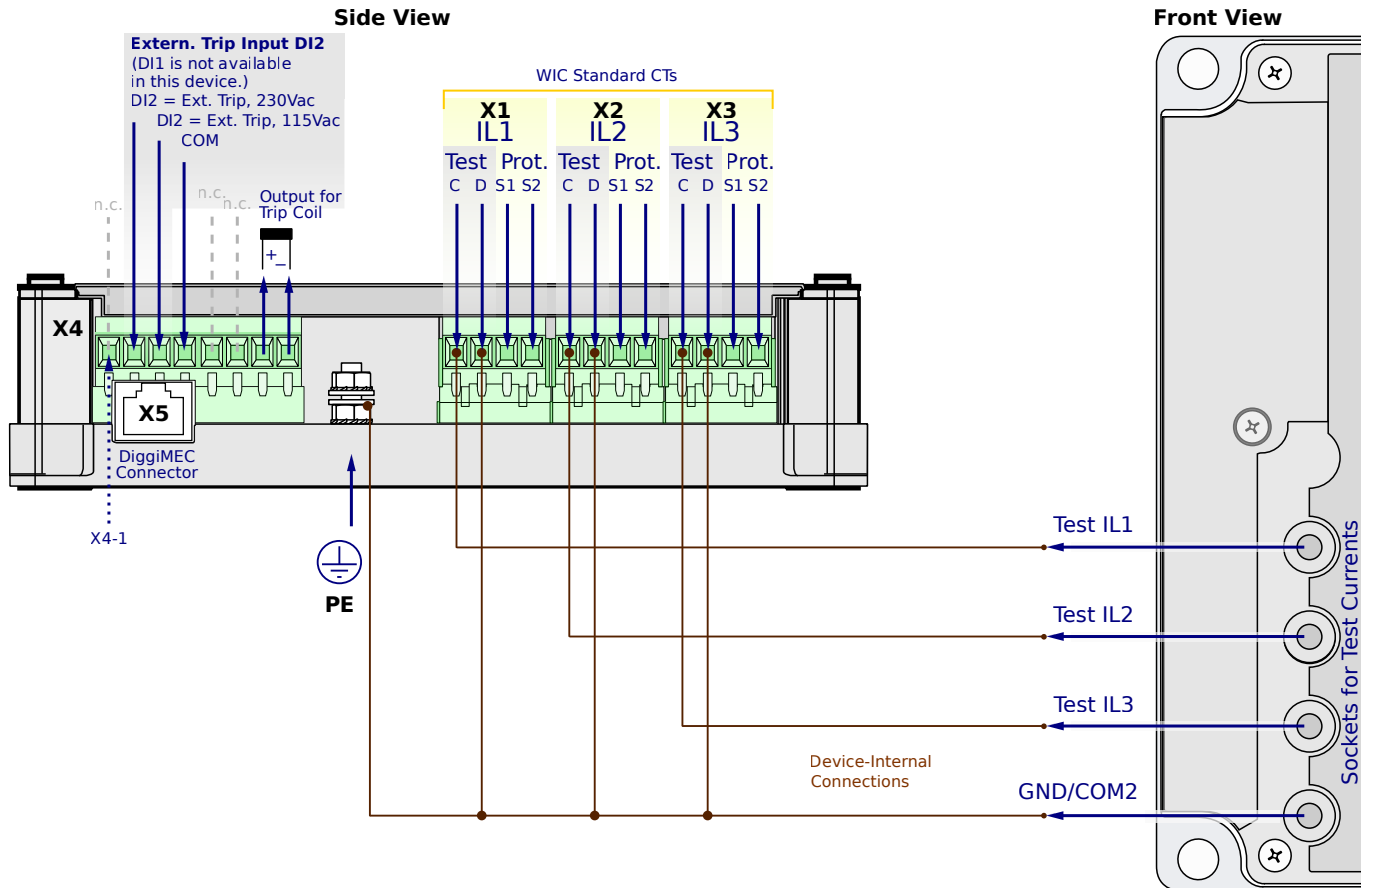 Side View
Front View
Extern. Trip Input DI2
(DI1 is not available
in this device.)
DI2 = Ext. Trip, 230Vac
DI2 = Ext. Trip, 115Vac
COM
n.c.
n.c.
n.c.
Output for
Trip Coil
+
−
WIC Standard CTs
X1 X2 X3
IL1 IL2 IL3
Test Prot. Test Prot. Test Prot.
C D S1 S2 C D S1 S2 C D S1 S2
X4
X5
DiggiMEC
Connector
X4-1
PE
Test IL1
Test IL2
Test IL3
GND/COM2
Device-Internal
Connections
Sockets for Test Currents